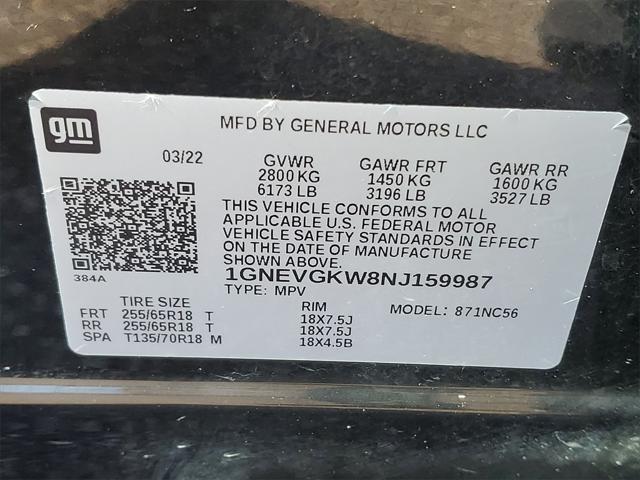 gm
MFD BY GENERAL MOTORS LLC
03/22 GVWR GAWR FRT GAWR RR
2800 KG 1450 KG 1600 KG
6173 LB 3196 LB 3527 LB
THIS VEHICLE CONFORMS TO ALL
APPLICABLE U.S. FEDERAL MOTOR
VEHICLE SAFETY STANDARDS IN EFFECT
ON THE DATE OF MANUFACTURE
SHOWN ABOVE.
384A
1GNEVGKW8NJ159987
TYPE: MPV
TIRE SIZE RIM MODEL: 871NC56
FRT 255/65R18 T 18X7.5J
RR 255/65R18 T 18X7.5J
SPA T135/70R18 M 18X4.5B